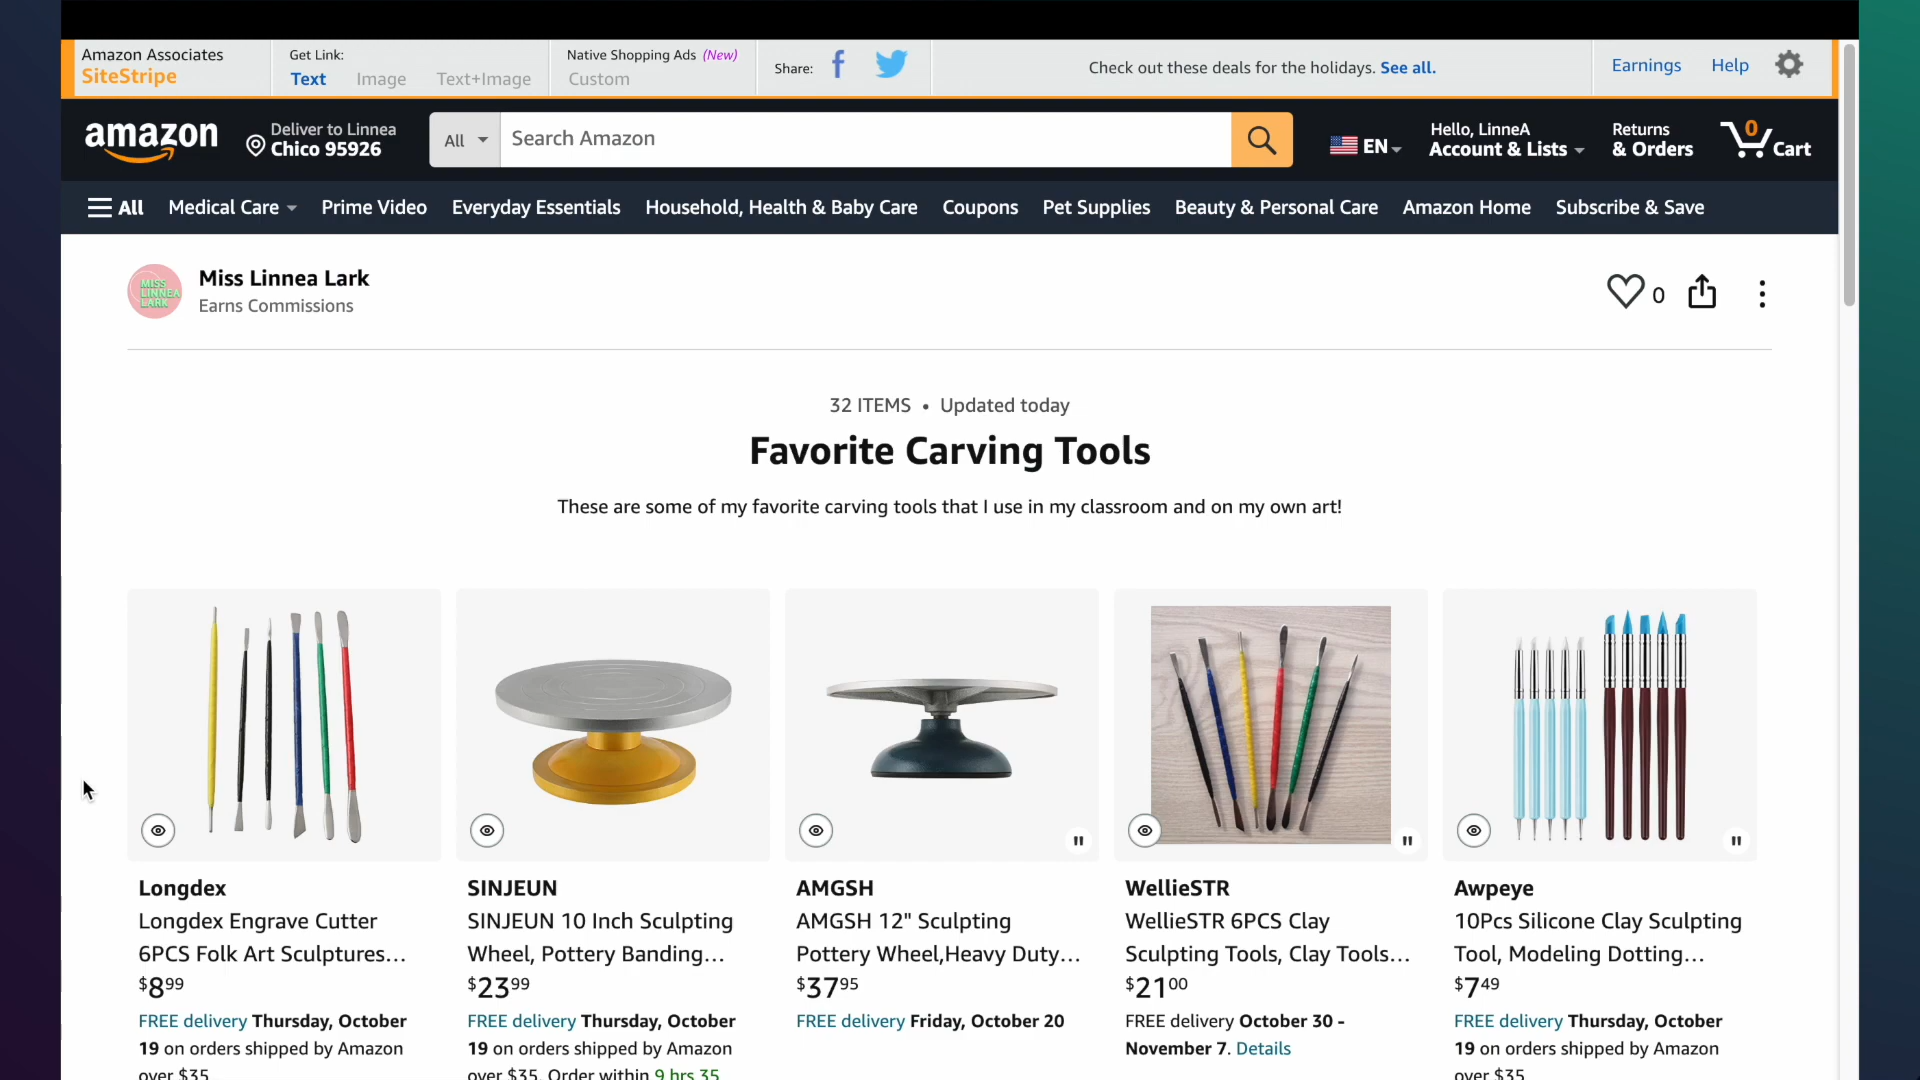 Amazon Associates
SiteStripe
Get Link:
Text Image Text+Image
Native Shopping Ads (New)
Custom
Share:
Check out these deals for the holidays. See all.
Earnings Help
amazon
Deliver to Linnea
Chico 95926
All
Search Amazon
EN
Hello, LinneA
Account & Lists
Returns
& Orders
0
Cart
All Medical Care Prime Video Everyday Essentials Household, Health & Baby Care Coupons Pet Supplies Beauty & Personal Care Amazon Home Subscribe & Save
MISS
LINNEA
LARK
Miss Linnea Lark
Earns Commissions
0
32 ITEMS • Updated today
Favorite Carving Tools
These are some of my favorite carving tools that I use in my classroom and on my own art!
Longdex
Longdex Engrave Cutter
6PCS Folk Art Sculptures...
$8.99
FREE delivery Thursday, October
19 on orders shipped by Amazon
over $35
SINJEUN
SINJEUN 10 Inch Sculpting
Wheel, Pottery Banding...
$23.99
FREE delivery Thursday, October
19 on orders shipped by Amazon
over $35. Order within 9 hrs 35
AMGSH
AMGSH 12" Sculpting
Pottery Wheel,Heavy Duty...
$37.95
FREE delivery Friday, October 20
WellieSTR
WellieSTR 6PCS Clay
Sculpting Tools, Clay Tools...
$21.00
FREE delivery October 30 -
November 7. Details
Awpeye
10Pcs Silicone Clay Sculpting
Tool, Modeling Dotting...
$7.49
FREE delivery Thursday, October
19 on orders shipped by Amazon
over $35